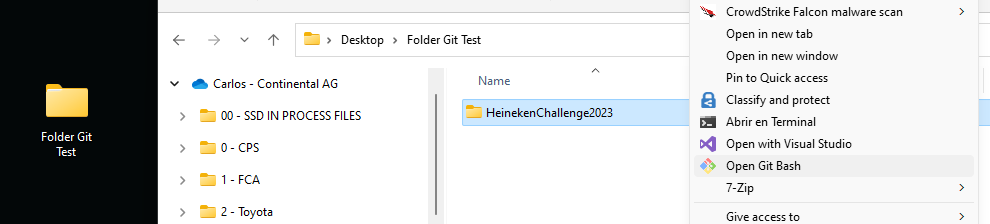 Folder Git
Test
Desktop > Folder Git Test
Carlos - Continental AG
00 - SSD IN PROCESS FILES
0 - CPS
1 - FCA
2 - Toyota
Name
HeinekenChallenge2023
CrowdStrike Falcon malware scan
Open in new tab
Open in new window
Pin to Quick access
Classify and protect
Abrir en Terminal
Open with Visual Studio
Open Git Bash
7-Zip
Give access to